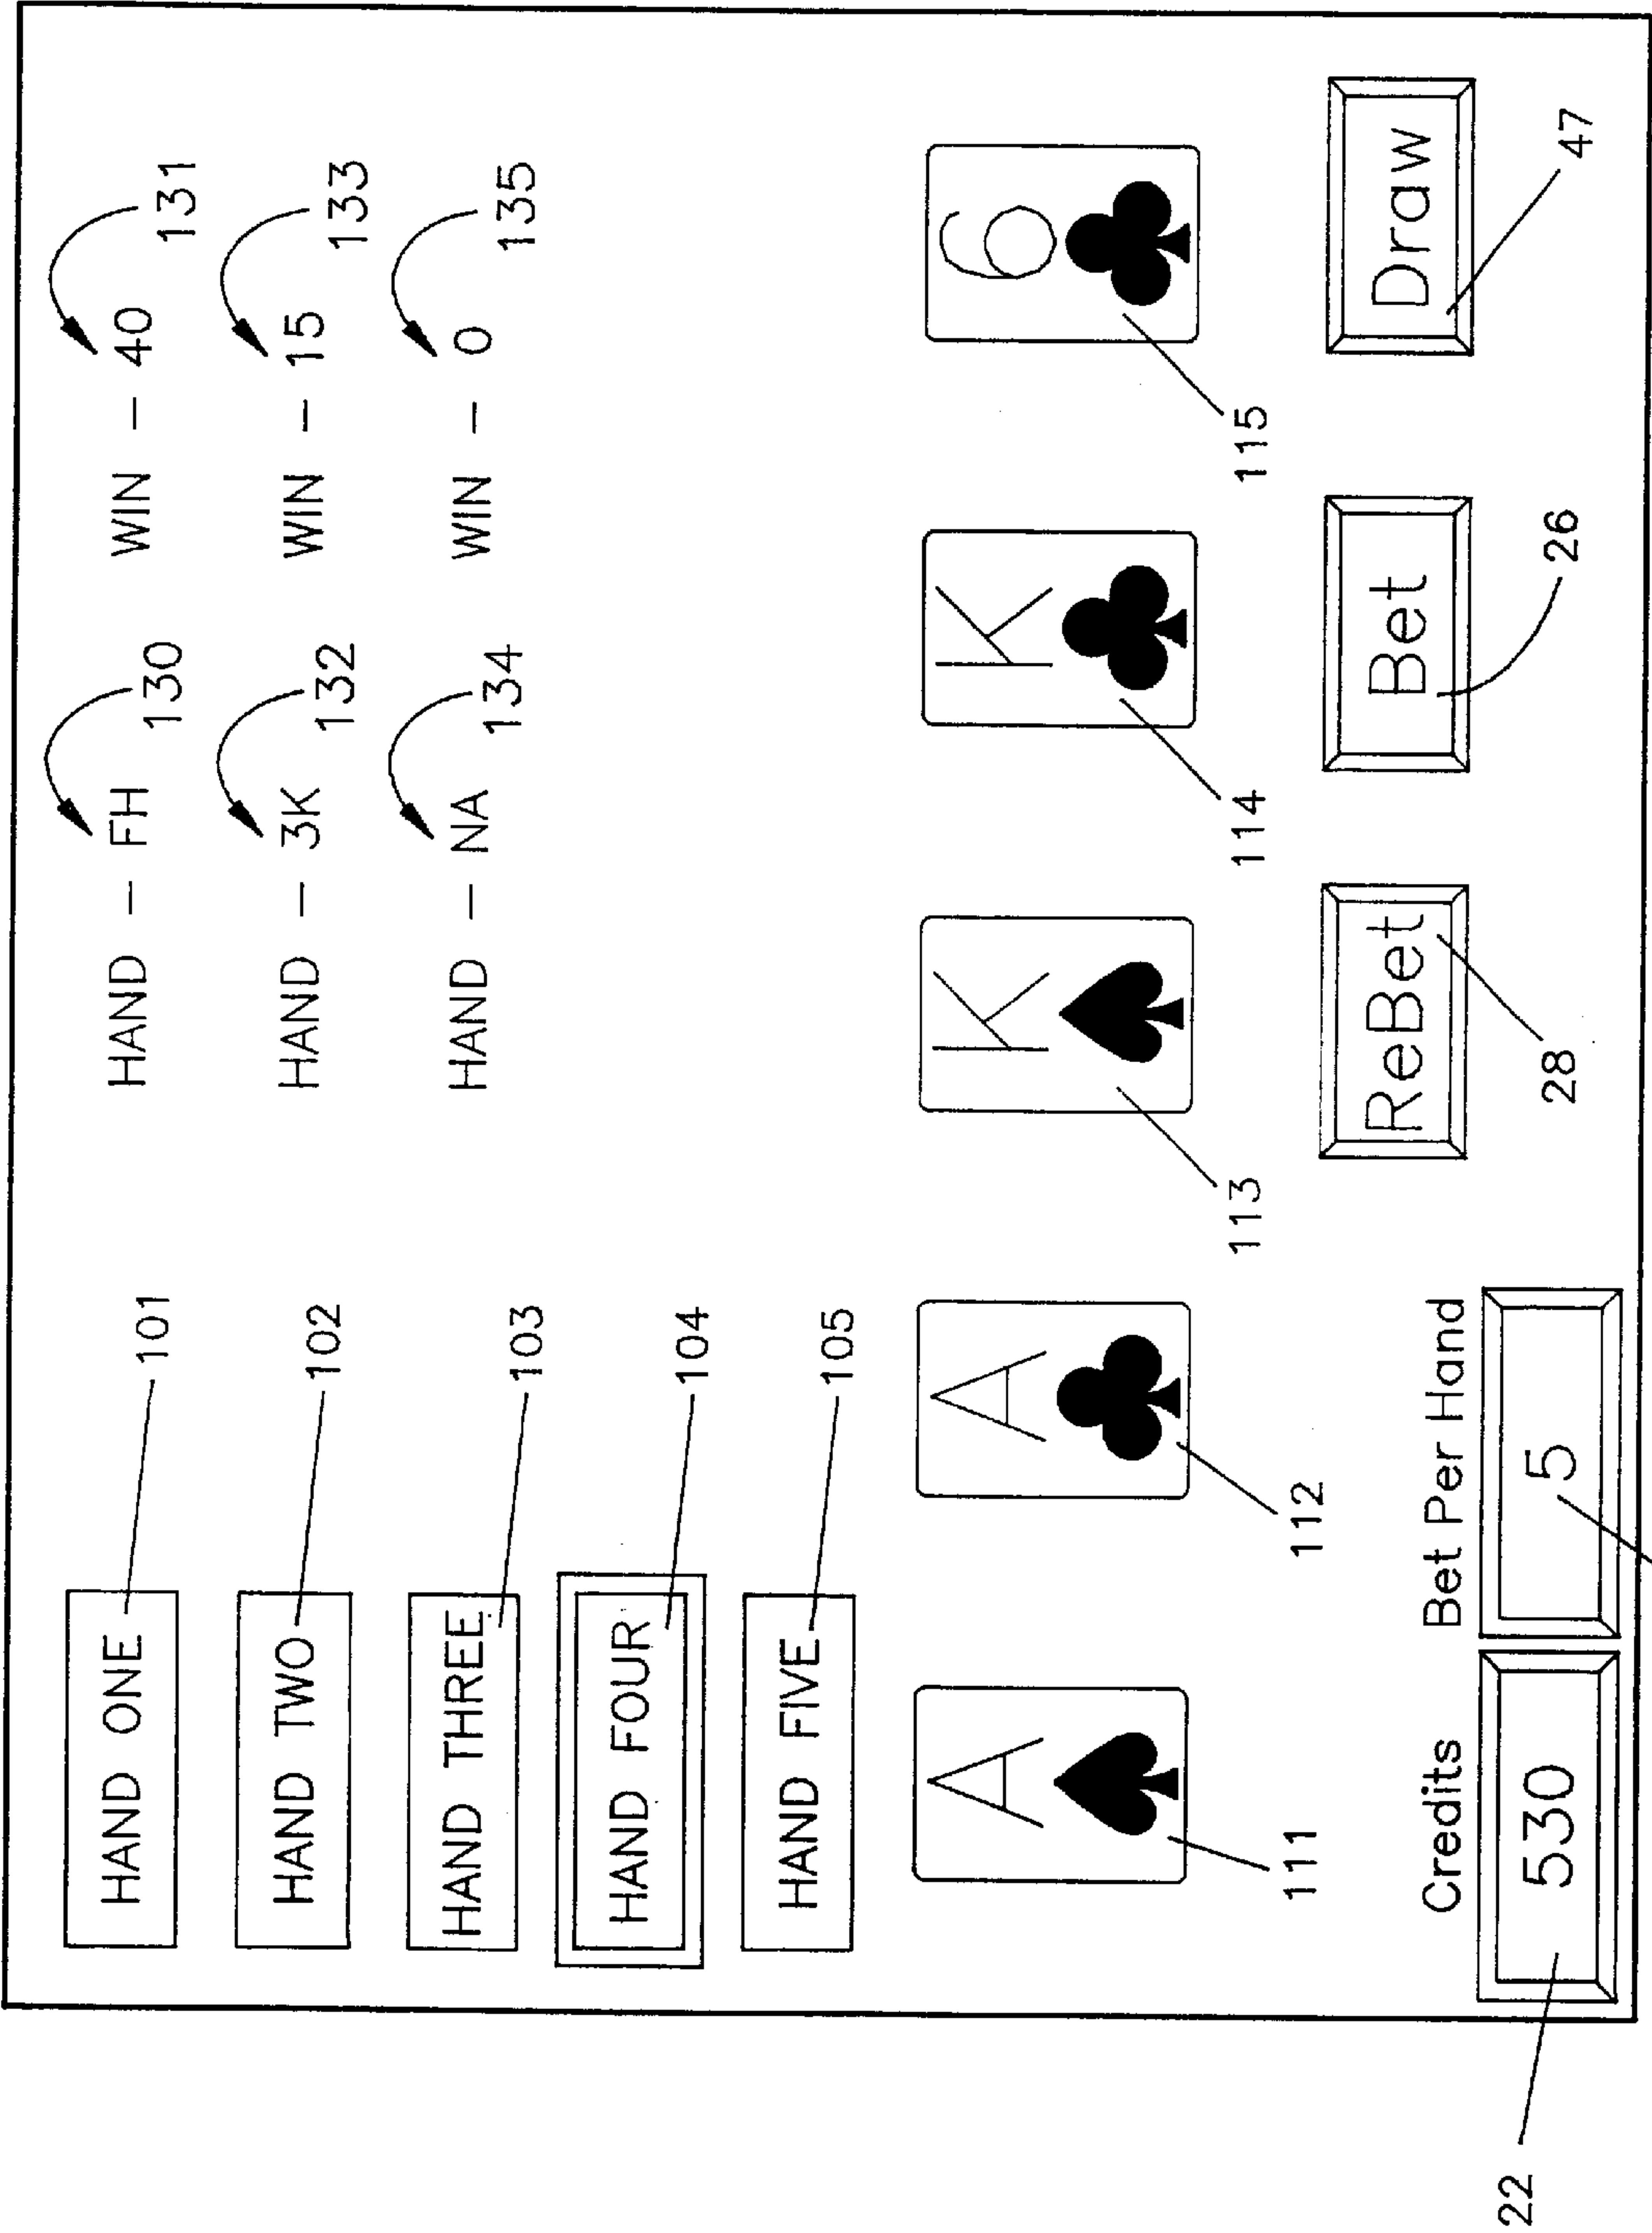 HAND ONE 101 HAND – FH 130 WIN – 40 131
HAND TWO 102 HAND – 3K 132 WIN – 15 133
HAND THREE 103 HAND – NA 134 WIN – 0 135
HAND FOUR 104
HAND FIVE 105
A A K K 6
111 112 113 114 115
Credits Bet Per Hand
530 5 ReBet Bet Draw
22 28 26 47